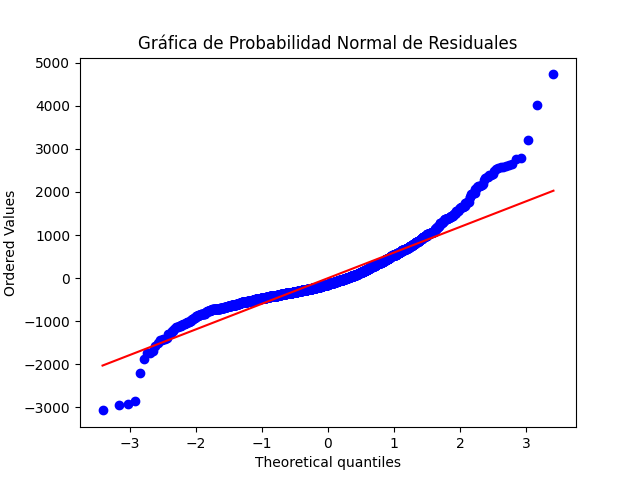 Gráfica de Probabilidad Normal de Residuales
5000
4000
3000
2000
1000
0
−1000
−2000
−3000
Ordered Values
−3 −2 −1 0 1 2 3
Theoretical quantiles